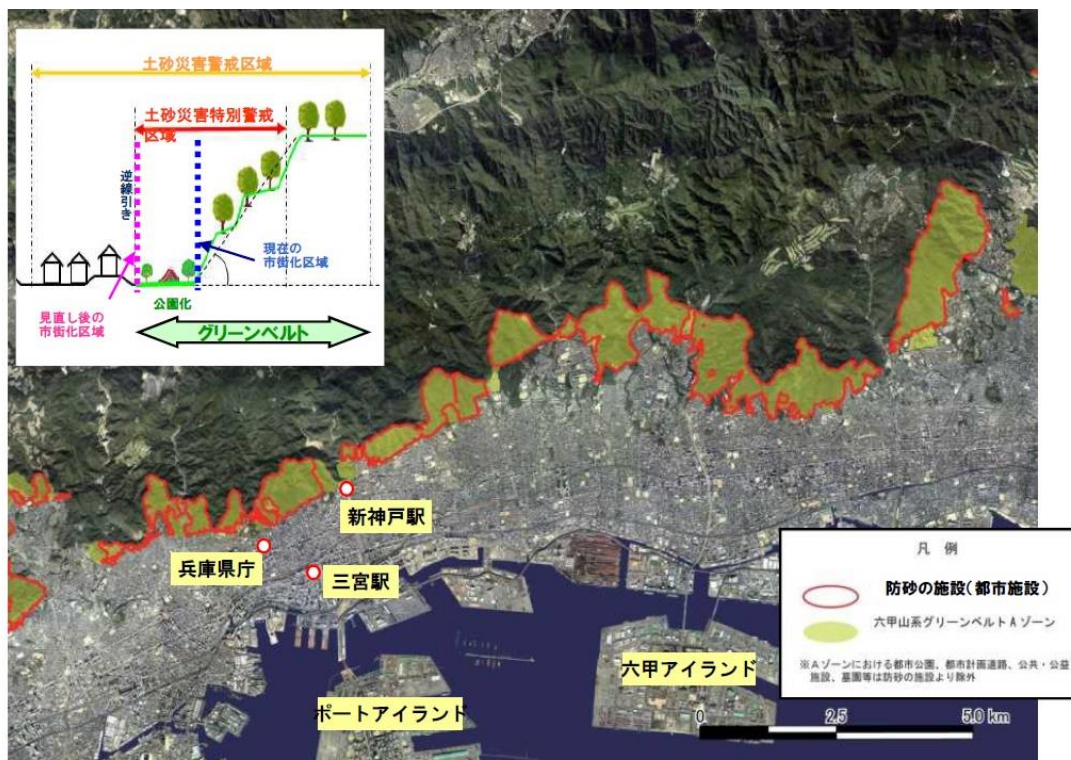 土砂災害警戒区域
土砂災害特別警戒
区域
逆線引き
現在の
市街化区域
公園化
見直し後の
市街化区域
グリーンベルト
新神戸駅
兵庫県庁
三宮駅
六甲アイランド
ポートアイランド
凡 例
防砂の施設(都市施設)
六甲山系グリーンベルトAゾーン
※Aゾーンにおける都市公園、都市計画道路、公共・公益
施設、墓園等は防砂の施設より除外
0 2.5 5.0 km